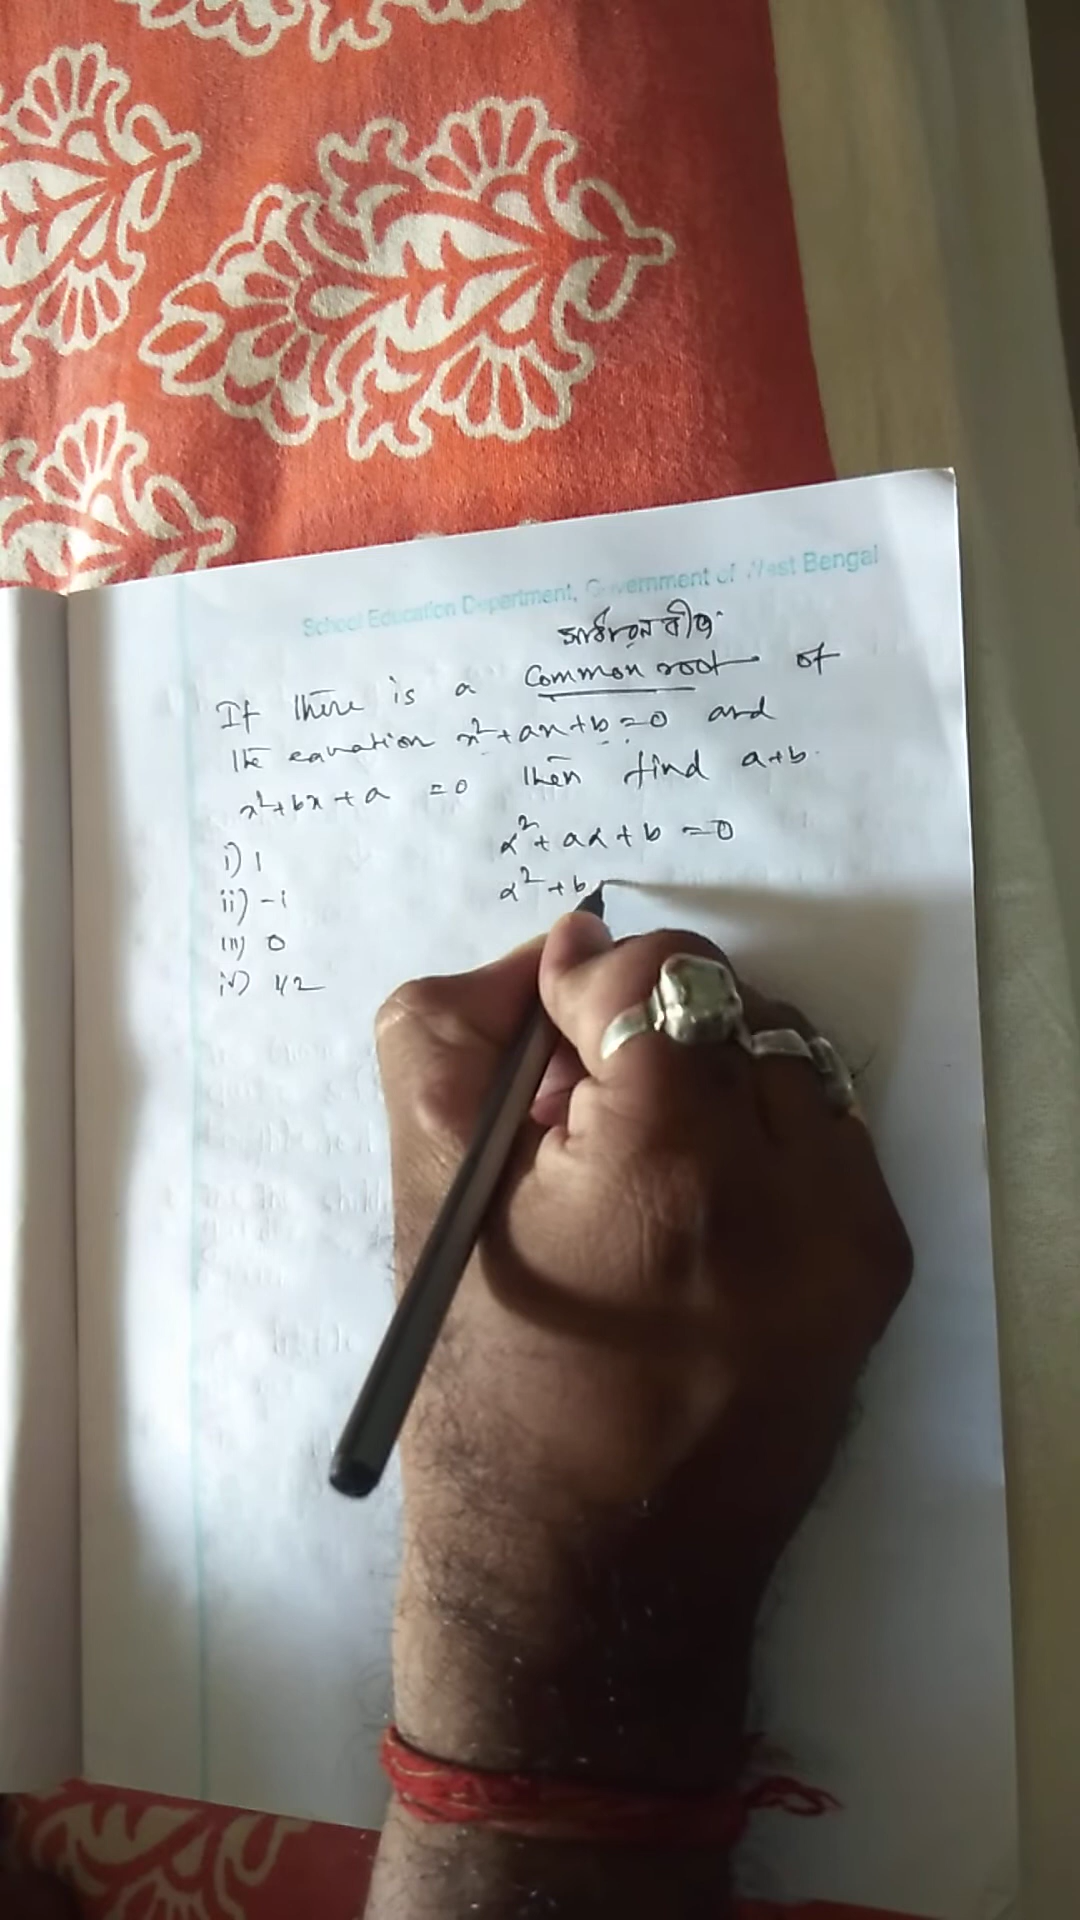 School Education Department, Government of West Bengal
সাধারন বীজ
If there is a common root of
the equation x²+ax+b=0 and
x²+bx+a =0 then find a+b.
i) 1
ii) -1
iii) 0
iv) 1/2
α²+aα+b=0
α²+b